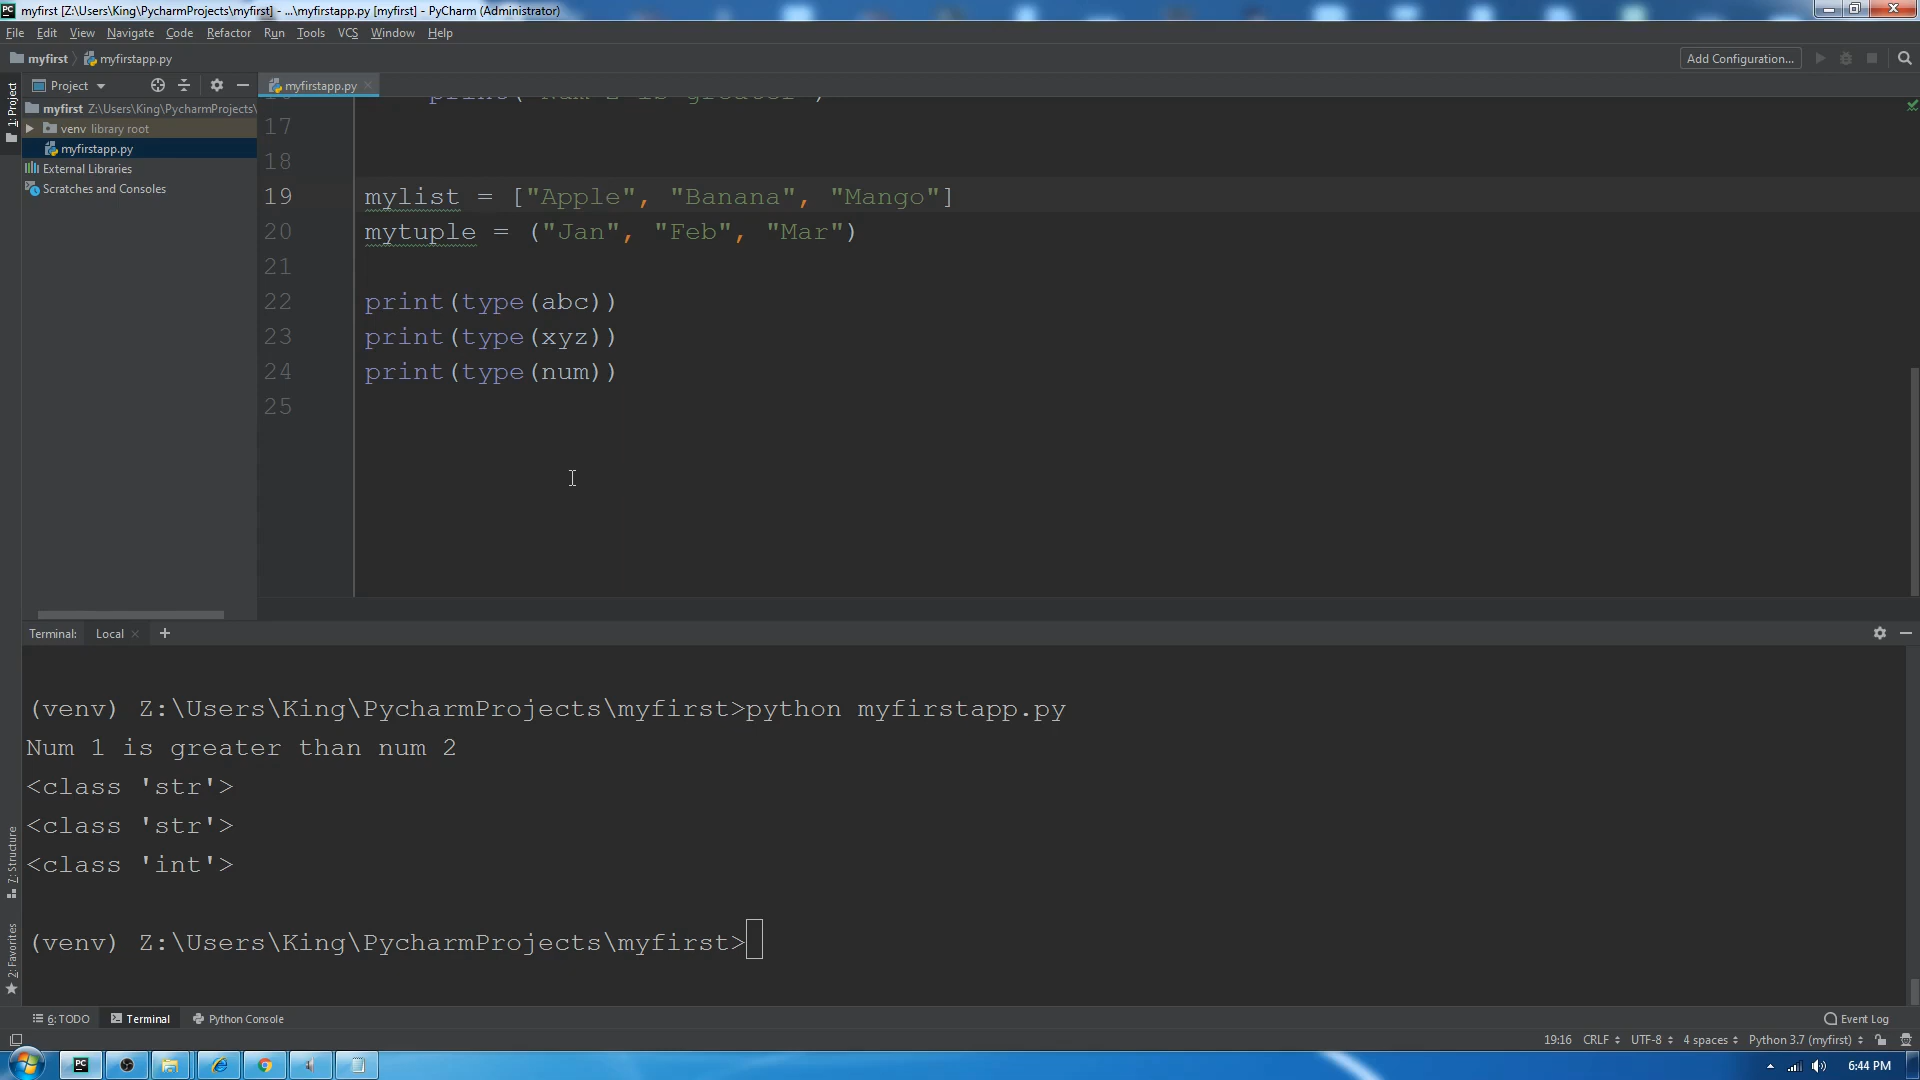 myfirst [Z:\Users\King\PycharmProjects\myfirst] - ...\myfirstapp.py [myfirst] - PyCharm (Administrator)
File Edit View Navigate Code Refactor Run Tools VCS Window Help
myfirst myfirstapp.py Add Configuration...
1: Project
Project myfirstapp.py
myfirst Z:\Users\King\PycharmProjects\
venv library root
myfirstapp.py
External Libraries
Scratches and Consoles
17
18
19 mylist = ["Apple", "Banana", "Mango"]
20 mytuple = ("Jan", "Feb", "Mar")
21
22 print(type(abc))
23 print(type(xyz))
24 print(type(num))
25
Terminal: Local
(venv) Z:\Users\King\PycharmProjects\myfirst>python myfirstapp.py
Num 1 is greater than num 2
<class 'str'>
<class 'str'>
<class 'int'>
(venv) Z:\Users\King\PycharmProjects\myfirst>
7: Structure
2: Favorites
6: TODO Terminal Python Console Event Log
19:16 CRLF UTF-8 4 spaces Python 3.7 (myfirst)
6:44 PM